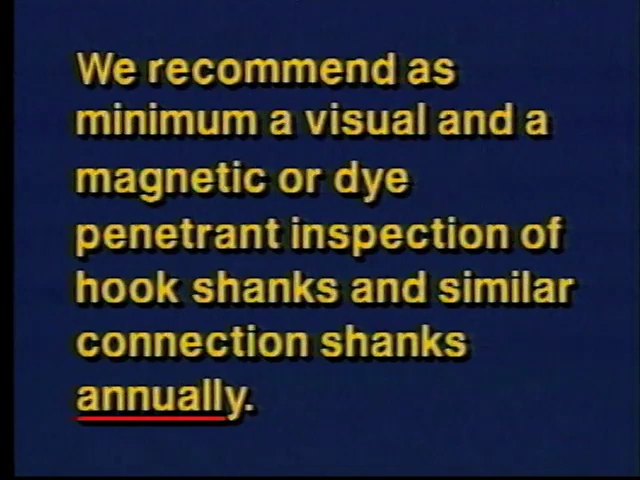 We recommend as
minimum a visual and a
magnetic or dye
penetrant inspection of
hook shanks and similar
connection shanks
annually.